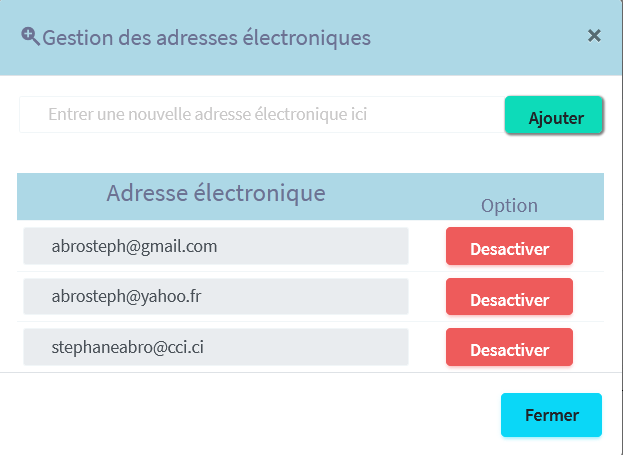 Gestion des adresses électroniques ×
Entrer une nouvelle adresse électronique ici Ajouter
Adresse électronique Option
abrosteph@gmail.com Desactiver
abrosteph@yahoo.fr Desactiver
stephaneabro@cci.ci Desactiver
Fermer